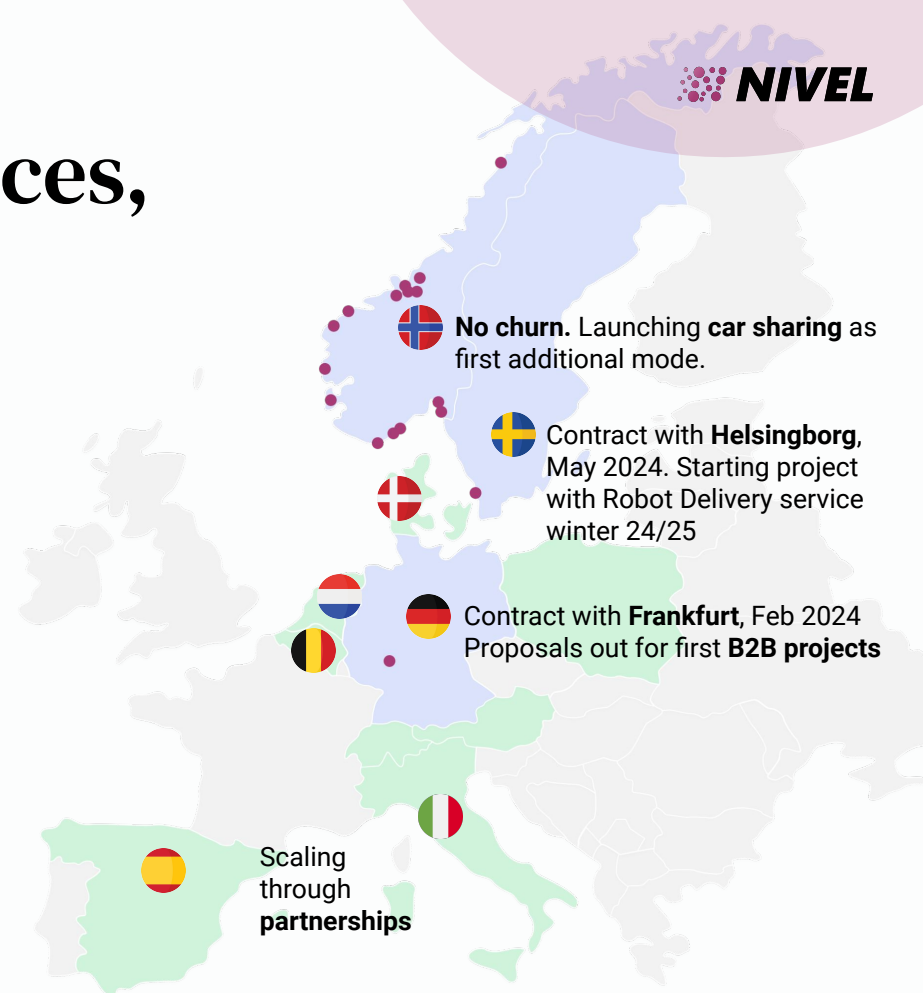 NIVEL
ces,
No churn. Launching car sharing as
first additional mode.
Contract with Helsingborg,
May 2024. Starting project
with Robot Delivery service
winter 24/25
Contract with Frankfurt, Feb 2024
Proposals out for first B2B projects
Scaling
through
partnerships